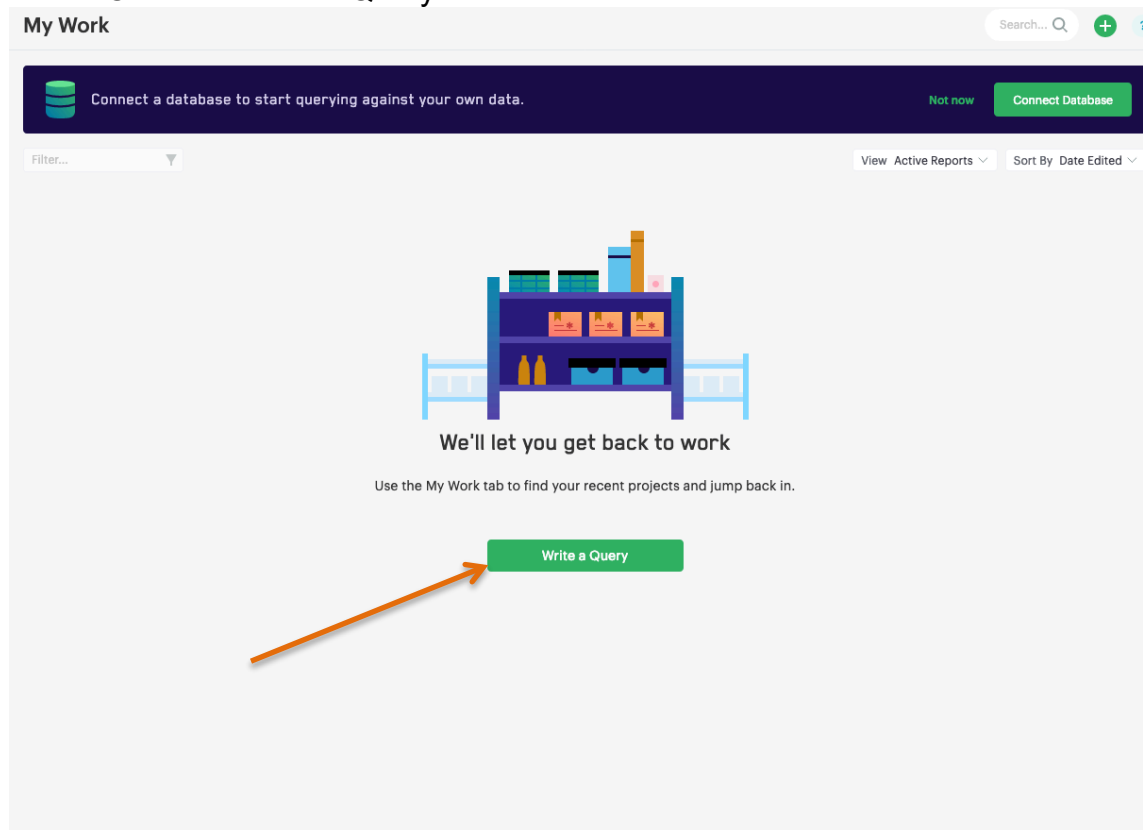 My Work
Search...
Connect a database to start querying against your own data.
Not now
Connect Database
Filter...
View Active Reports
Sort By Date Edited
We'll let you get back to work
Use the My Work tab to find your recent projects and jump back in.
Write a Query